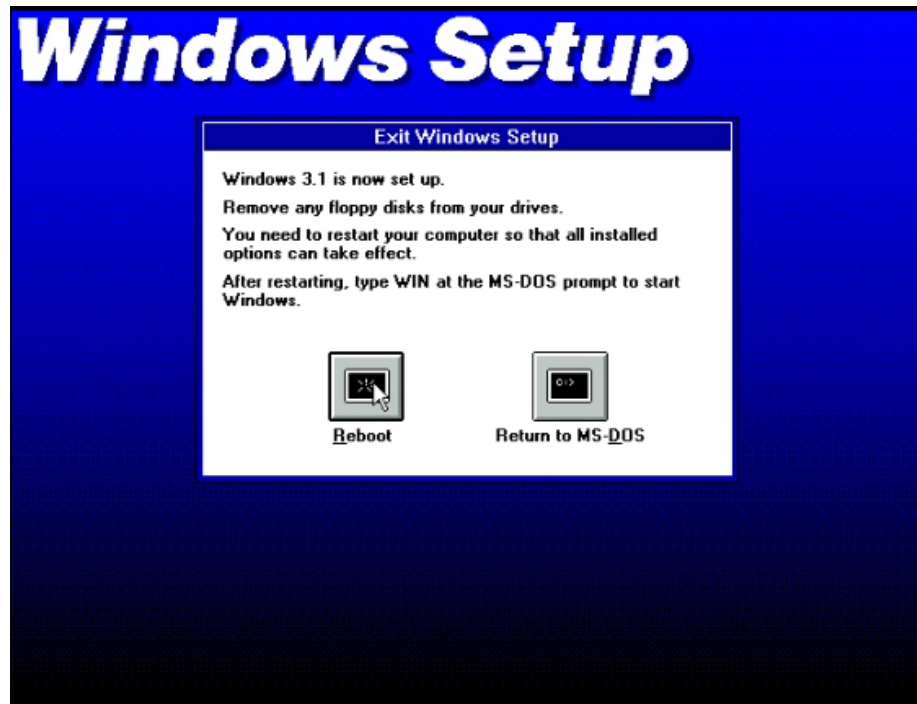 Windows Setup
Exit Windows Setup
Windows 3.1 is now set up.
Remove any floppy disks from your drives.
You need to restart your computer so that all installed
options can take effect.
After restarting, type WIN at the MS-DOS prompt to start
Windows.
Reboot
Return to MS-DOS